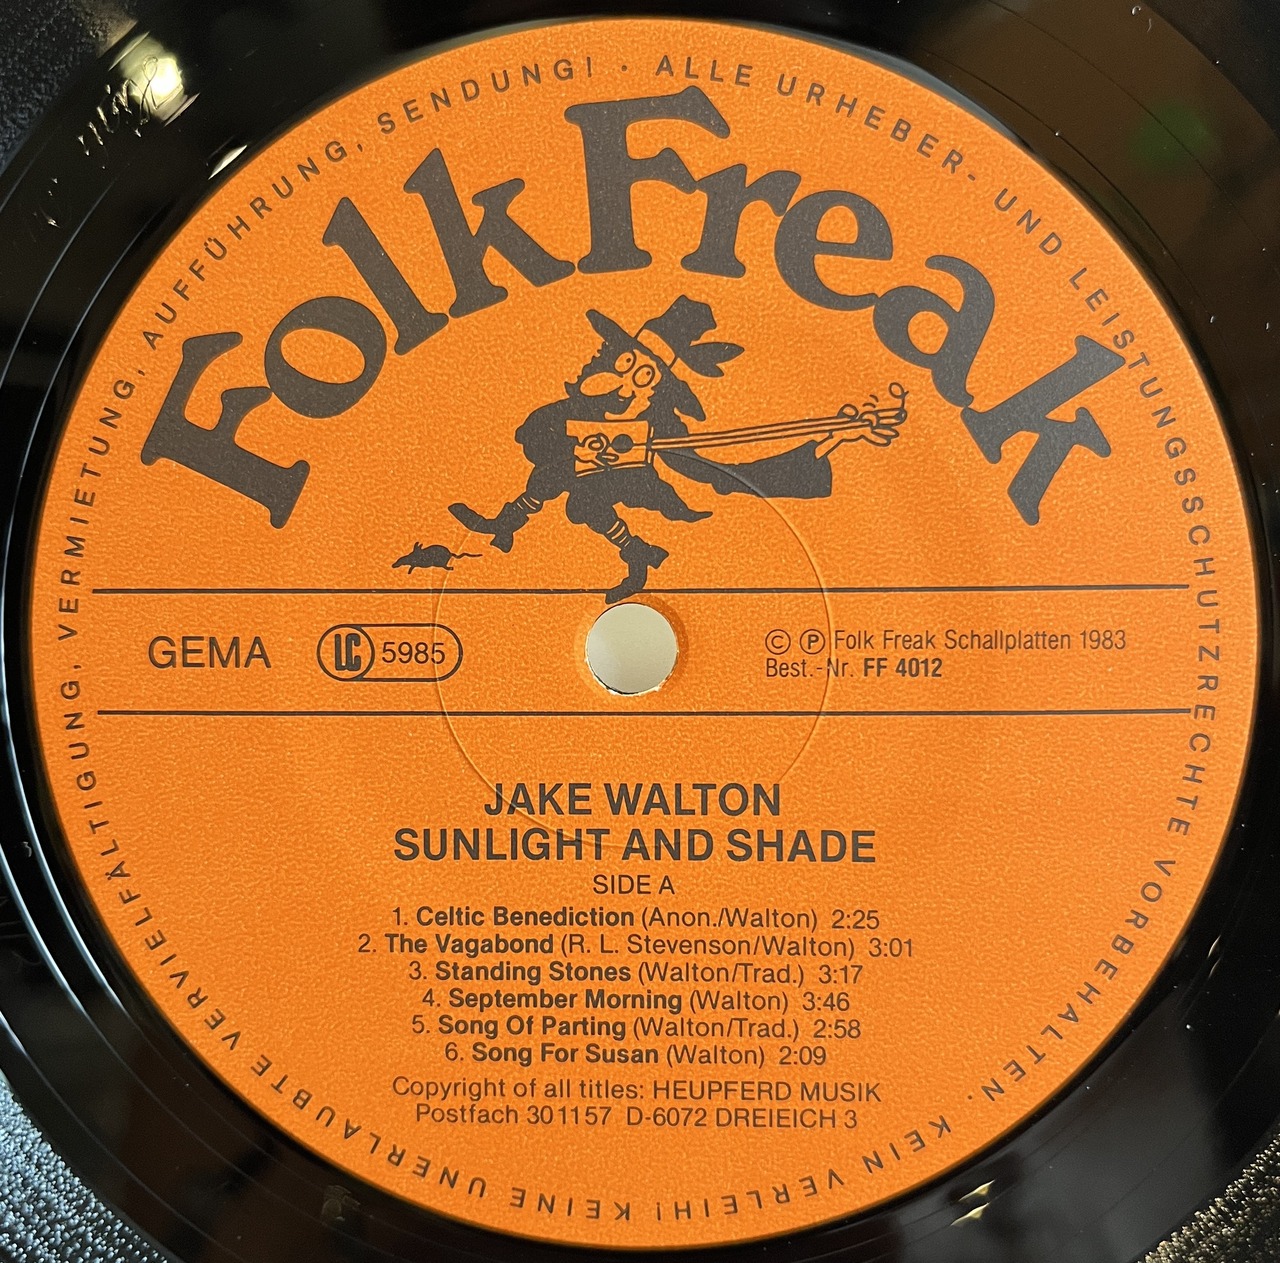 ALLE URHEBER- UND LEISTUNGSSCHUTZRECHTE VORBEHALTEN · KEIN VERLEIH! KEINE UNERLAUBTE VERVIELFÄLTIGUNG, VERMIETUNG, AUFFÜHRUNG, SENDUNG! ·
Folk Freak
GEMA LC 5985
© ℗ Folk Freak Schallplatten 1983
Best.-Nr. FF 4012
JAKE WALTON
SUNLIGHT AND SHADE
SIDE A
1. Celtic Benediction (Anon./Walton) 2:25
2. The Vagabond (R. L. Stevenson/Walton) 3:01
3. Standing Stones (Walton/Trad.) 3:17
4. September Morning (Walton) 3:46
5. Song Of Parting (Walton/Trad.) 2:58
6. Song For Susan (Walton) 2:09
Copyright of all titles: HEUPFERD MUSIK
Postfach 301157 D-6072 DREIEICH 3